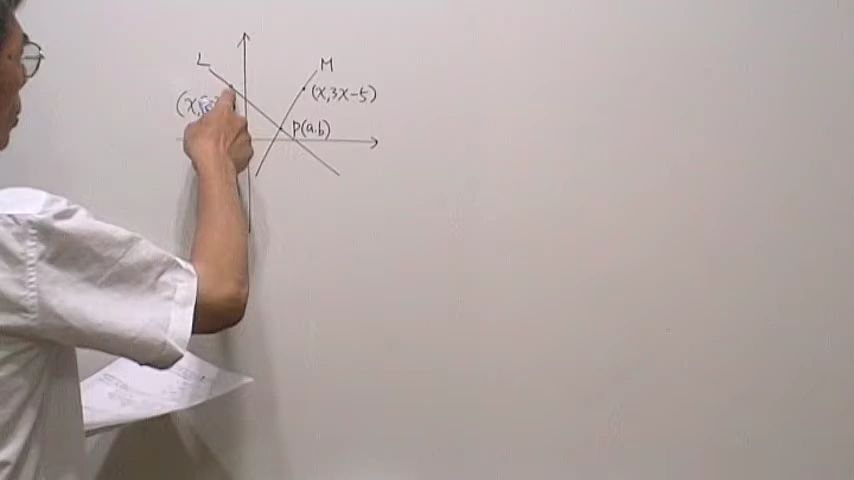 L
M
(x,3x-5)
(x,
P(a.b)